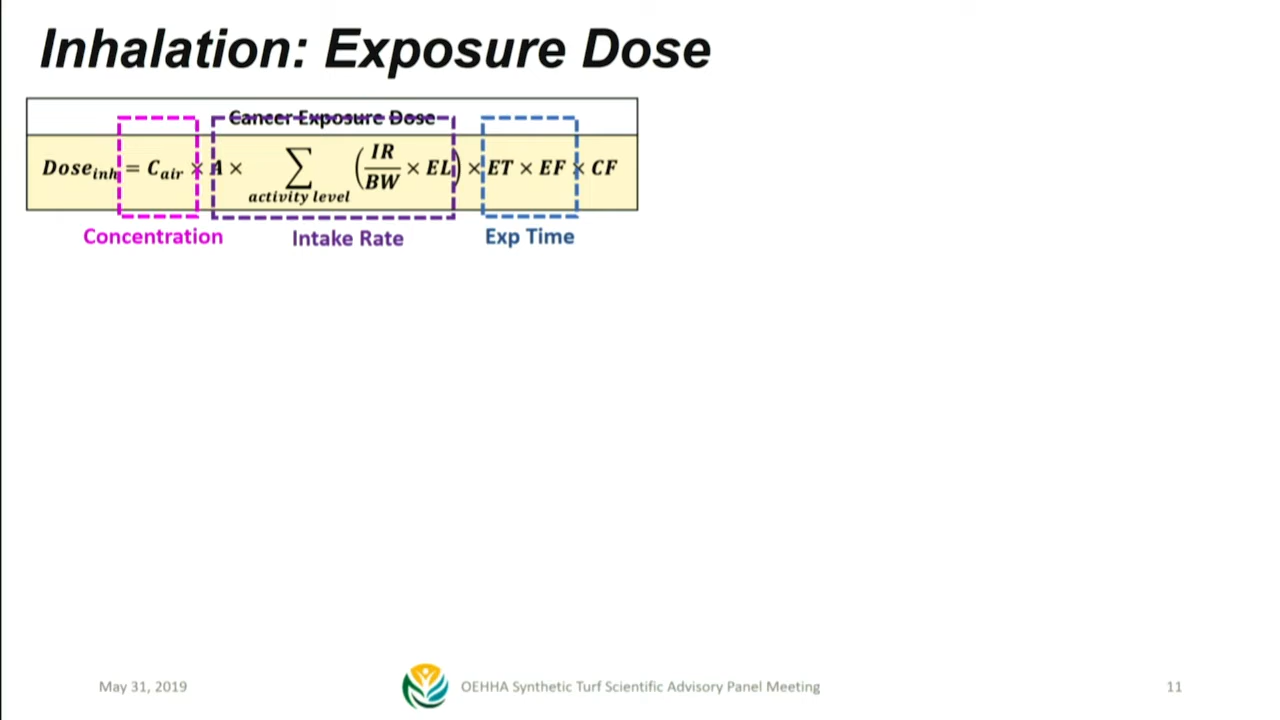 Inhalation: Exposure Dose
Cancer Exposure Dose
Dose_inh = C_air × A × ∑_activity level (IR/BW × EL) × ET × EF × CF
Concentration Intake Rate Exp Time
May 31, 2019 OEHHA Synthetic Turf Scientific Advisory Panel Meeting 11